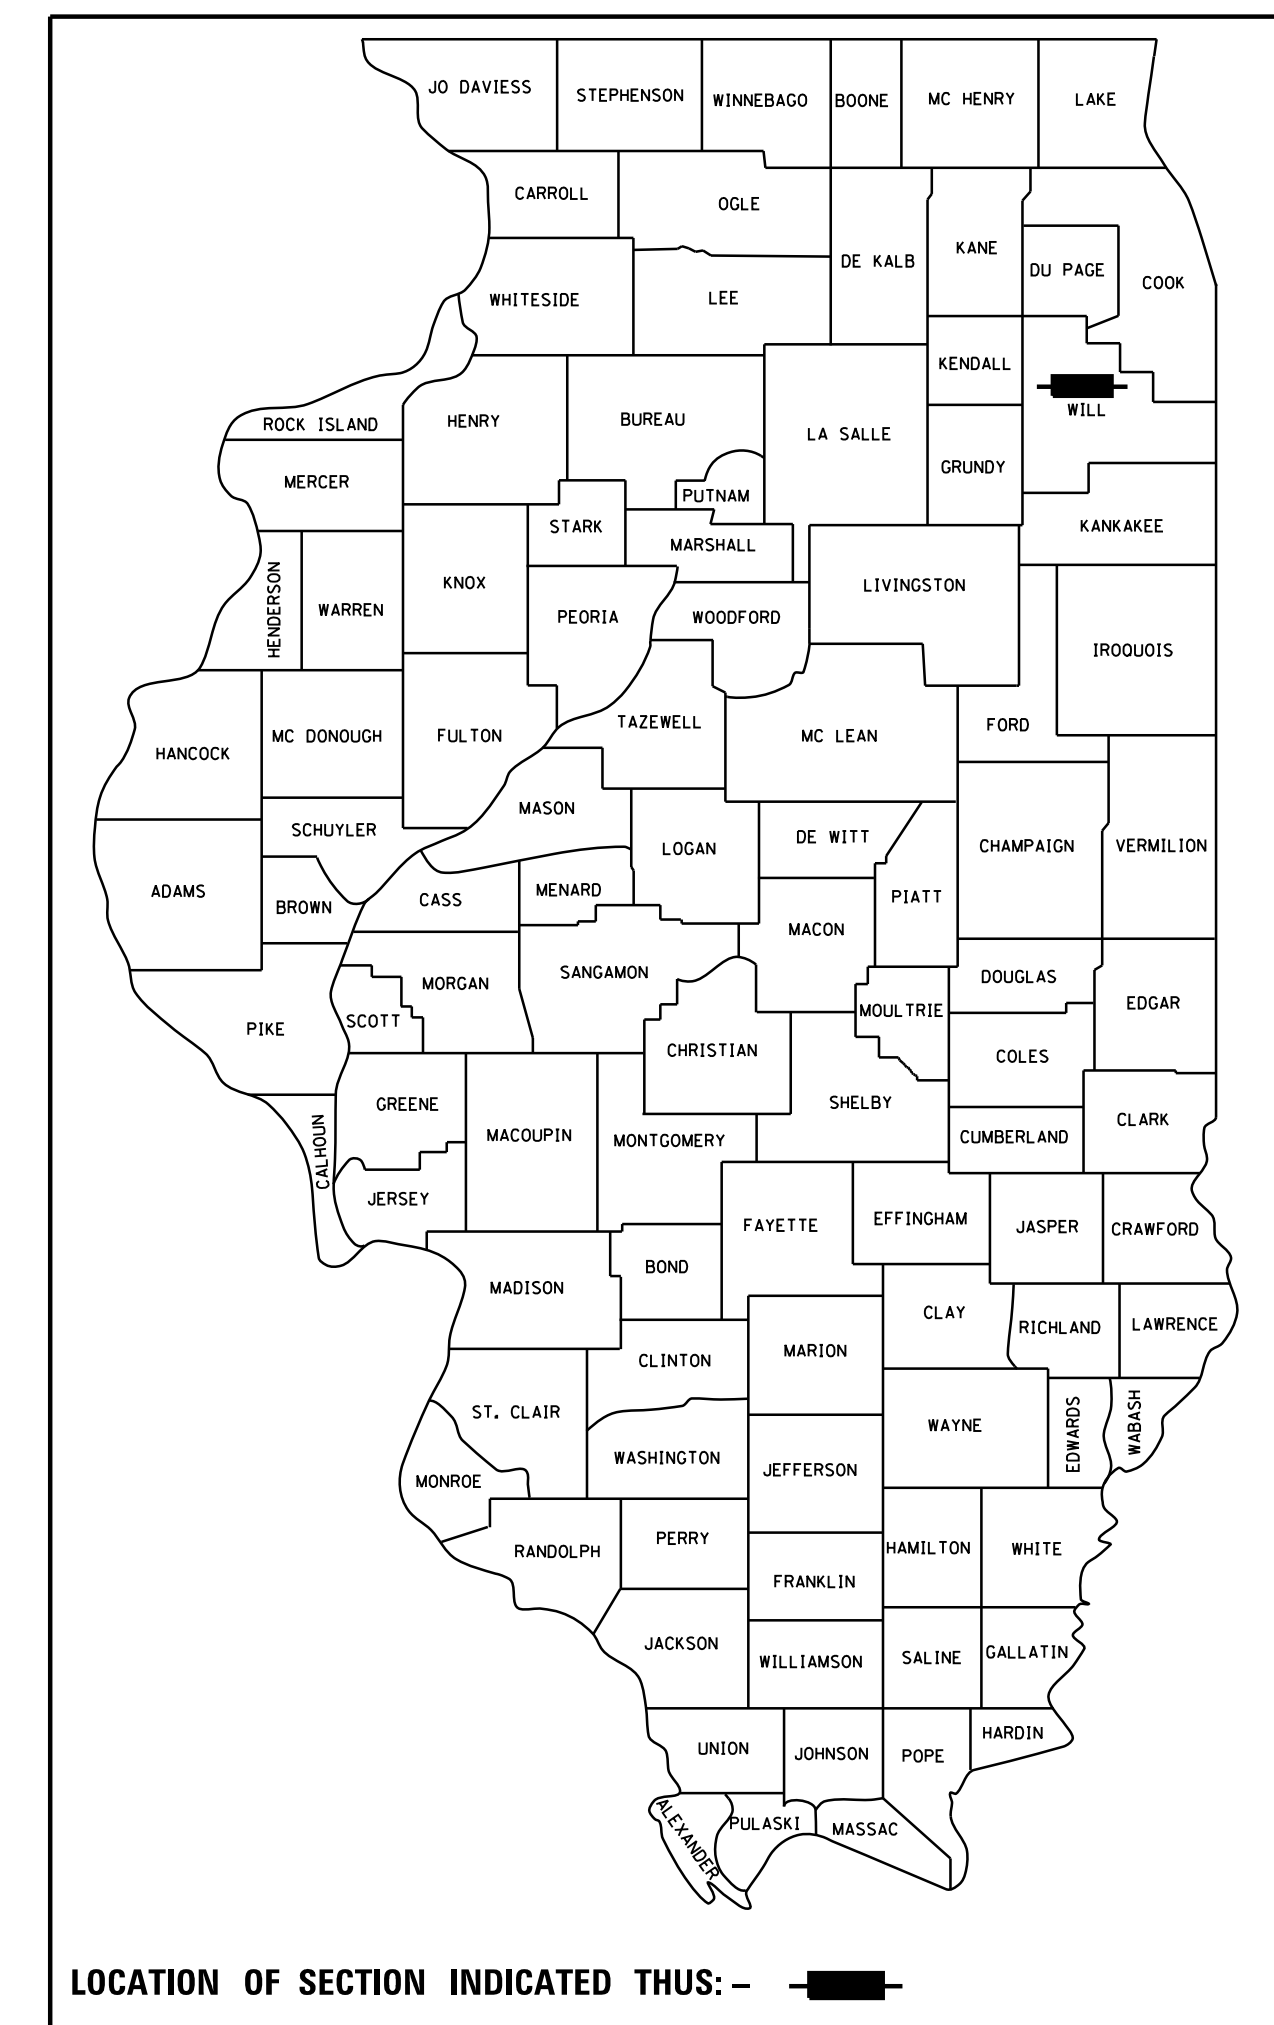 JO DAVIESS
STEPHENSON
WINNEBAGO
BOONE
MC HENRY
LAKE
CARROLL
OGLE
DE KALB
KANE
DU PAGE
COOK
WHITESIDE
LEE
KENDALL
WILL
ROCK ISLAND
HENRY
BUREAU
LA SALLE
GRUNDY
MERCER
PUTNAM
STARK
MARSHALL
KANKAKEE
HENDERSON
WARREN
KNOX
PEORIA
WOODFORD
LIVINGSTON
IROQUOIS
HANCOCK
MC DONOUGH
FULTON
TAZEWELL
MC LEAN
FORD
MASON
SCHUYLER
LOGAN
DE WITT
CHAMPAIGN
VERMILION
ADAMS
BROWN
CASS
MENARD
MACON
PIATT
PIKE
SCOTT
MORGAN
SANGAMON
CHRISTIAN
MOULTRIE
DOUGLAS
EDGAR
COLES
CALHOUN
GREENE
MACOUPIN
MONTGOMERY
SHELBY
CUMBERLAND
CLARK
JERSEY
FAYETTE
EFFINGHAM
JASPER
CRAWFORD
MADISON
BOND
CLAY
RICHLAND
LAWRENCE
CLINTON
MARION
ST. CLAIR
WASHINGTON
WAYNE
EDWARDS
WABASH
MONROE
JEFFERSON
RANDOLPH
PERRY
FRANKLIN
HAMILTON
WHITE
JACKSON
WILLIAMSON
SALINE
GALLATIN
UNION
JOHNSON
POPE
HARDIN
ALEXANDER
PULASKI
MASSAC
LOCATION OF SECTION INDICATED THUS: –